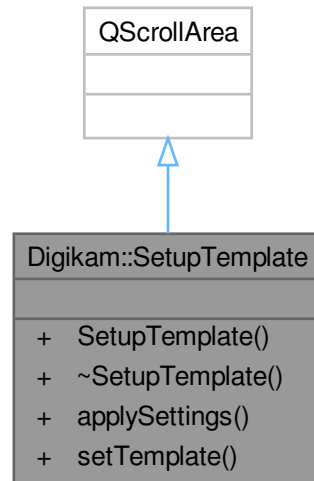 QScrollArea
Digikam::SetupTemplate
+ SetupTemplate()
+ ~SetupTemplate()
+ applySettings()
+ setTemplate()